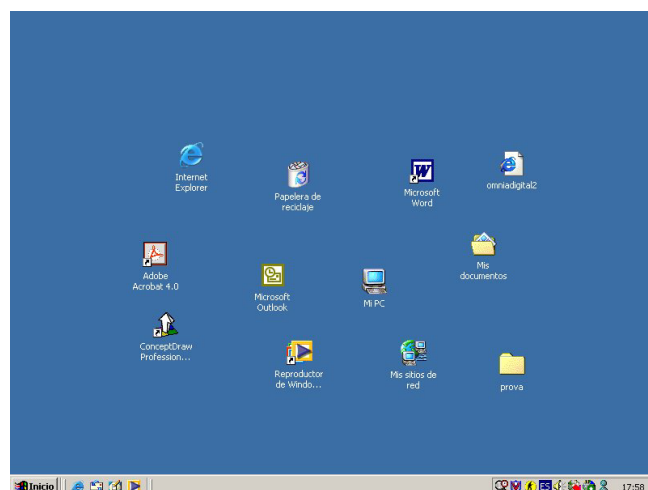 Internet
Explorer
Papelera de
reciclaje
Microsoft
Word
omniadigital2
Adobe
Acrobat 4.0
Microsoft
Outlook
Mi PC
Mis
documentos
ConceptDraw
Profession...
Reproductor
de Windo...
Mis sitios de
red
prova
Inicio
ES
17:58